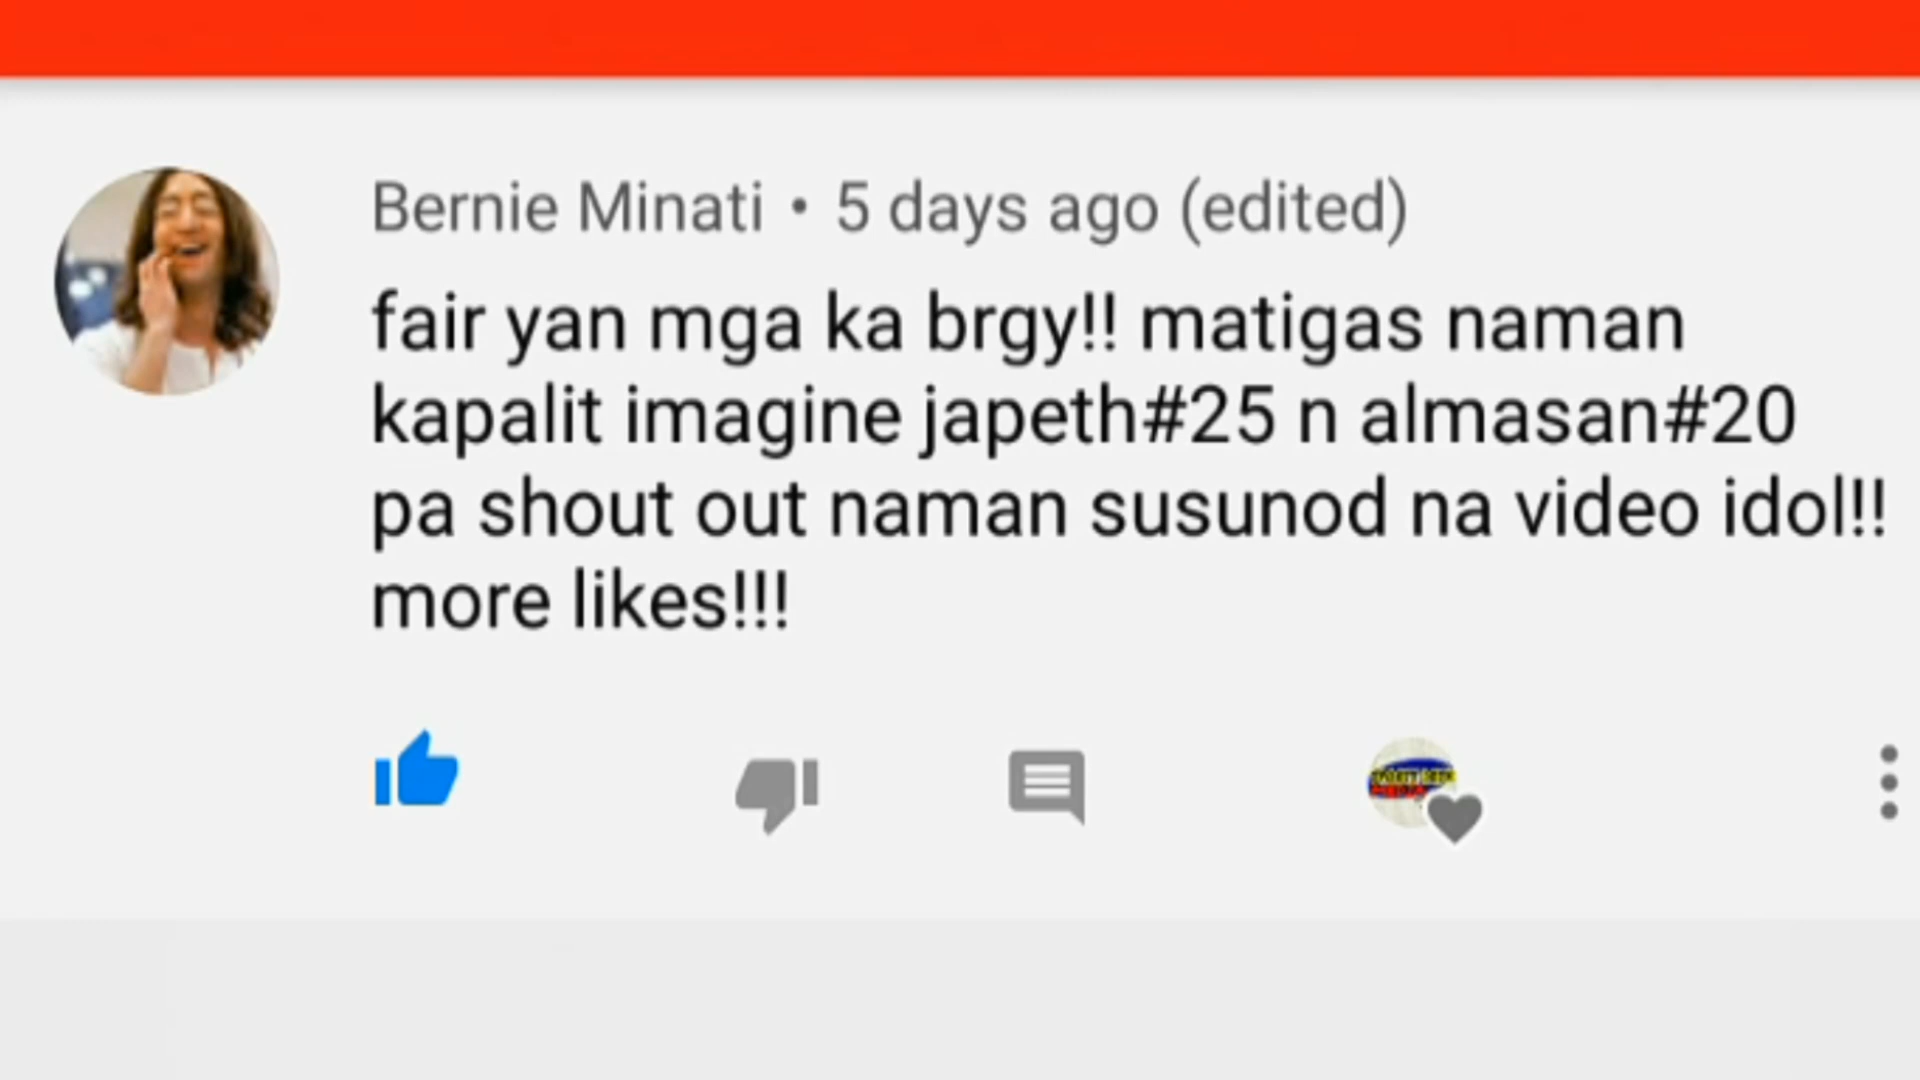 Bernie Minati • 5 days ago (edited)
fair yan mga ka brgy!! matigas naman
kapalit imagine japeth#25 n almasan#20
pa shout out naman susunod na video idol!!
more likes!!!